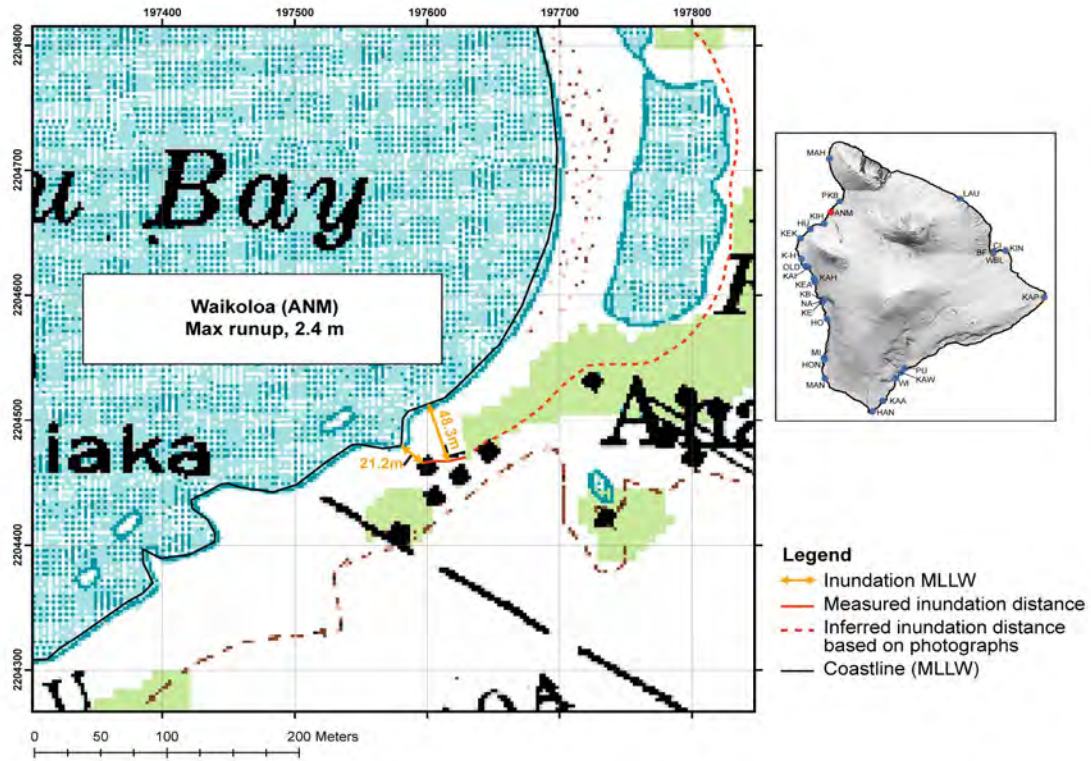 197400 197500 197600 197700 197800
2204800
2204700
2204600
2204500
2204400
2204300
u Bay
Waikoloa (ANM)
Max runup, 2.4 m
iaka
48.3m
21.2m
0 50 100 200 Meters
MAH
PKB
ANM
KIH
HU
KEK
K-H
OLD
KAI
KAH
KEA
KB
NA
KE
HO
MI
HON
MAN
LAU
CI
KIN
BF
WBL
KAP
PU
KAW
WI
KAA
HAN
Legend
Inundation MLLW
Measured inundation distance
Inferred inundation distance
based on photographs
Coastline (MLLW)